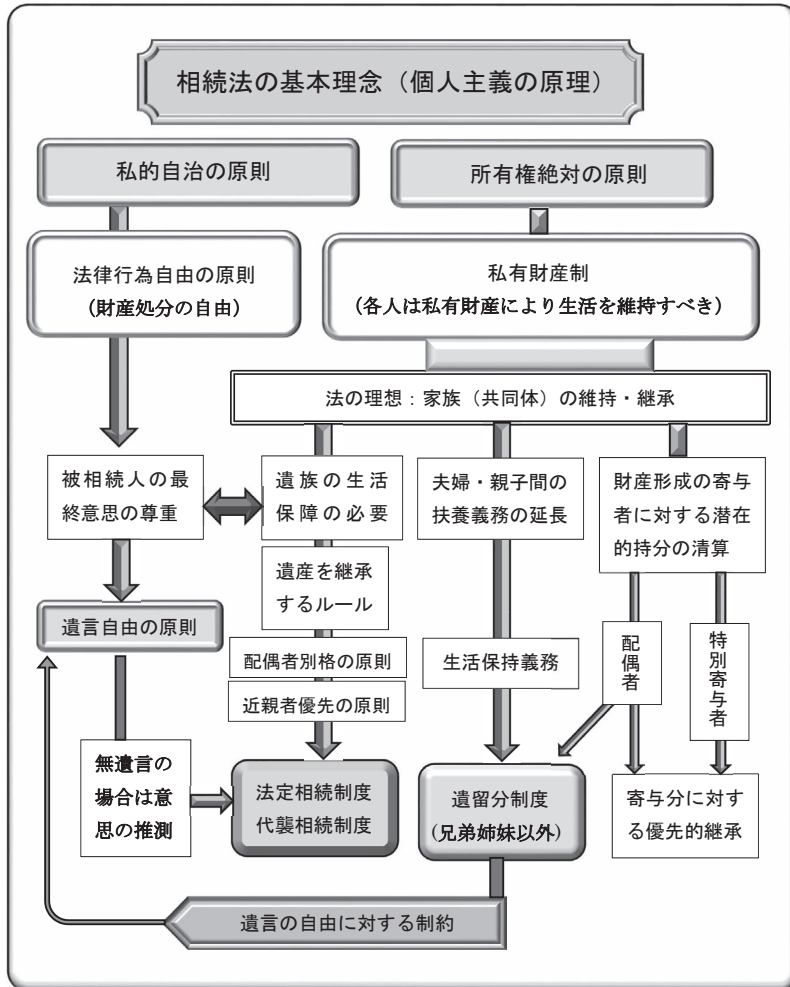 相続法の基本理念（個人主義の原理）
私的自治の原則
所有権絶対の原則
法律行為自由の原則
（財産処分の自由）
私有財産制
（各人は私有財産により生活を維持すべき）
法の理想：家族（共同体）の維持・継承
被相続人の最
終意思の尊重
遺族の生活
保障の必要
夫婦・親子間の
扶養義務の延長
財産形成の寄与
者に対する潜在
的持分の清算
遺産を継承
するルール
遺言自由の原則
配偶者別格の原則
近親者優先の原則
生活保持義務
配偶者
特別寄与者
無遺言の
場合は意
思の推測
法定相続制度
代襲相続制度
遺留分制度
（兄弟姉妹以外）
寄与分に対す
る優先的継承
遺言の自由に対する制約